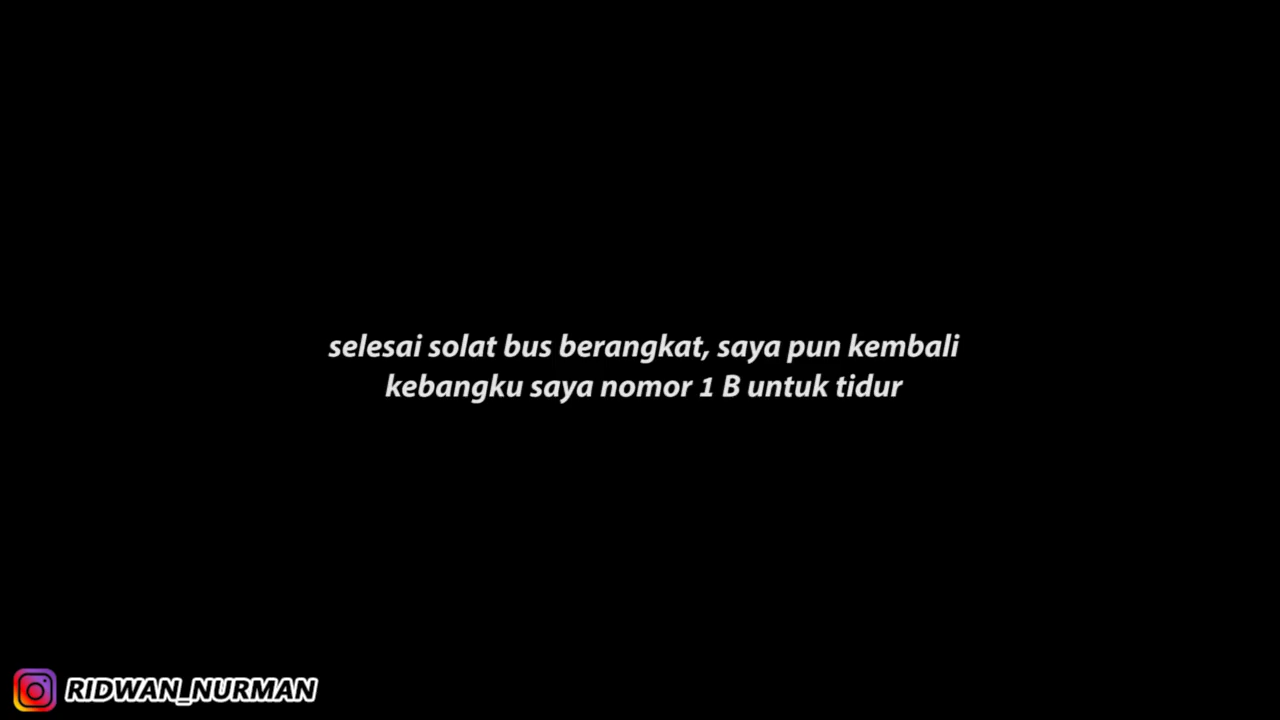 selesai solat bus berangkat, saya pun kembali
kebangku saya nomor 1 B untuk tidur
RIDWAN_NURMAN